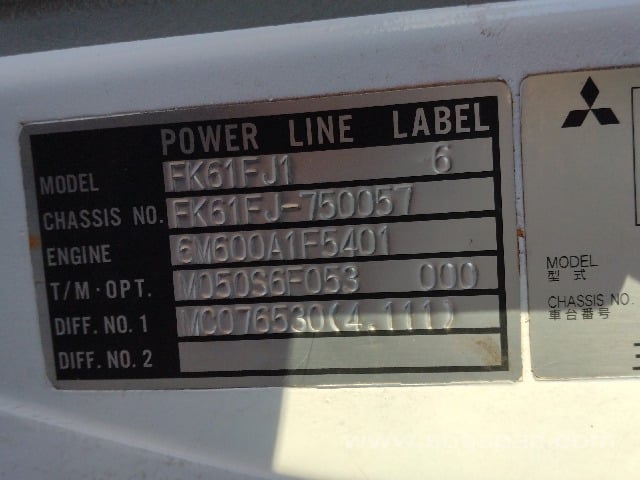 POWER LINE LABEL
MODEL FK61FJ1 6
CHASSIS NO. FK61FJ-750057
ENGINE 6M600A1F5401
T/M·OPT. M050S6F053 000
DIFF. NO. 1 MC076530(4.111)
DIFF. NO. 2
MODEL
型式
CHASSIS NO.
車台番号